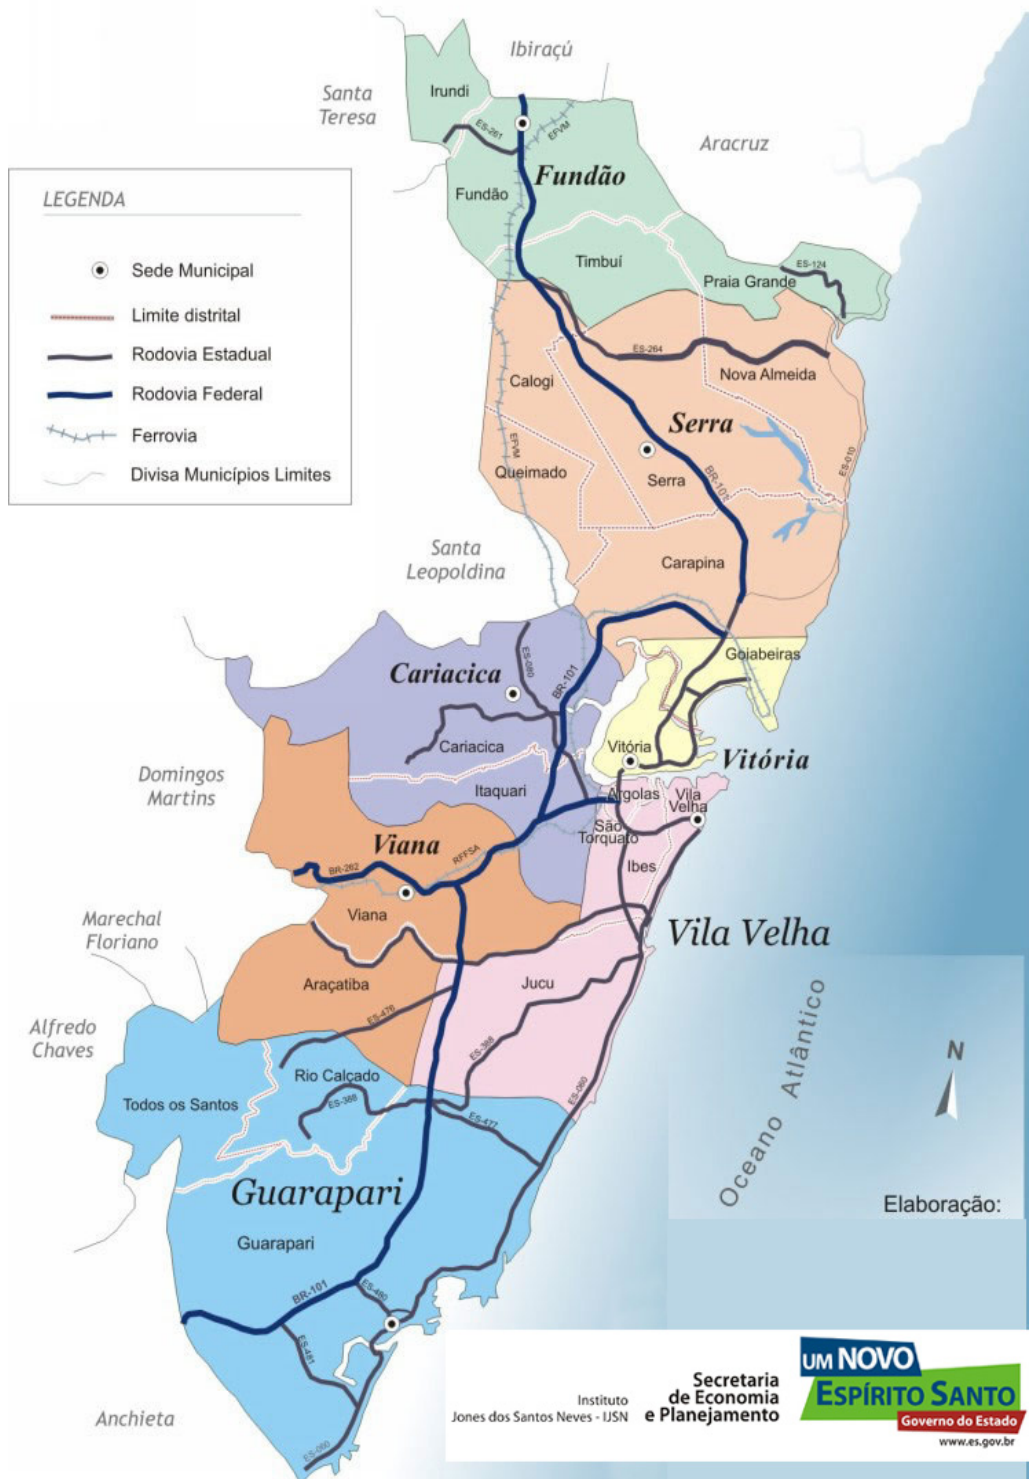 Ibiraçú
Irundi
Santa
Teresa
ES-261
EFVM
Aracruz
Fundão
Fundão
LEGENDA
Sede Municipal
Limite distrital
Rodovia Estadual
Rodovia Federal
Ferrovia
Divisa Municípios Limites
Timbuí
Praia Grande
ES-124
ES-264
Calogi
Nova Almeida
Serra
EFVM
Queimado
Serra
BR-101
ES-010
Santa
Leopoldina
Carapina
Goiabeiras
ES-080
Cariacica
BR-101
Cariacica
Vitória
Vitória
Domingos
Martins
Itaquari
Argolas
Vila
Velha
São
Torquato
Viana
RFFSA
BR-262
Ibes
Viana
Marechal
Floriano
Vila Velha
Araçatiba
Jucu
Alfredo
Chaves
ES-476
ES-388
Oceano Atlântico
N
Rio Calçado
Todos os Santos
ES-388
ES-477
ES-060
Guarapari
Elaboração:
Guarapari
BR-101
ES-480
ES-481
Anchieta
ES-060
Instituto
Jones dos Santos Neves - IJSN
Secretaria
de Economia
e Planejamento
UM NOVO
ESPÍRITO SANTO
Governo do Estado
www.es.gov.br